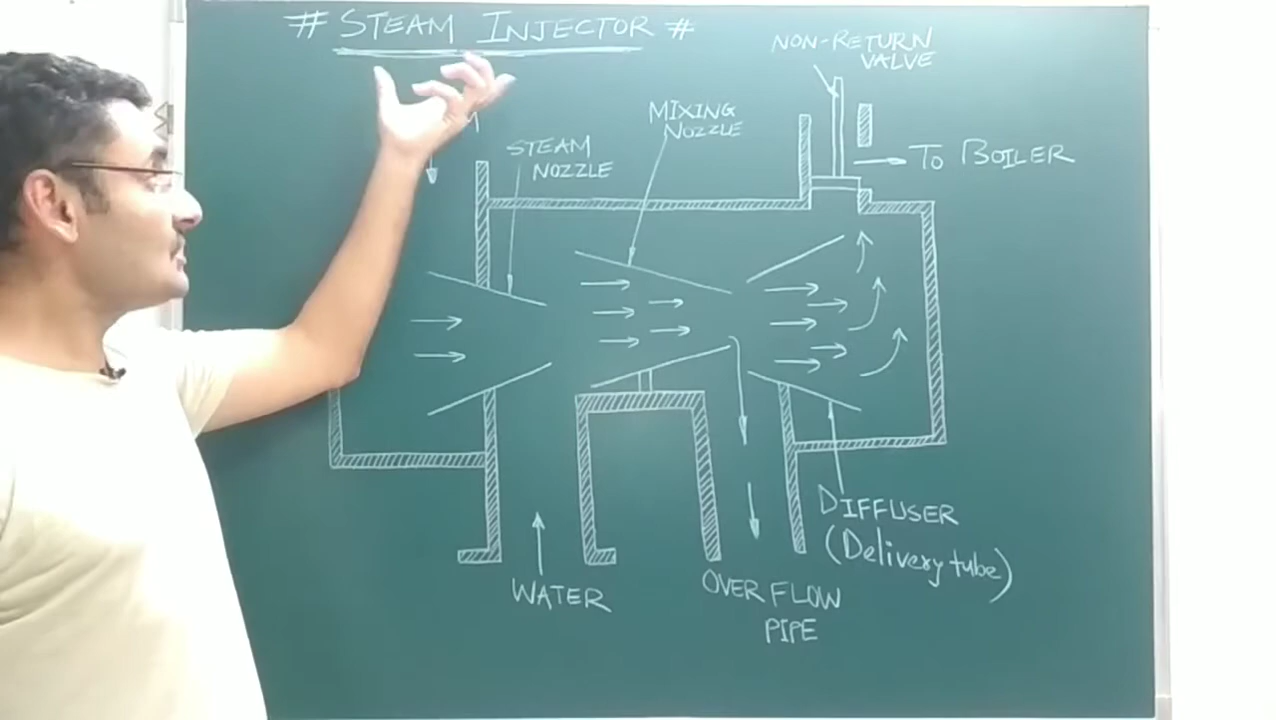 # STEAM INJECTOR #
NON-RETURN
VALVE
MIXING
NOZZLE
STEAM
NOZZLE
→ TO BOILER
DIFFUSER
(Delivery tube)
WATER
OVER FLOW
PIPE